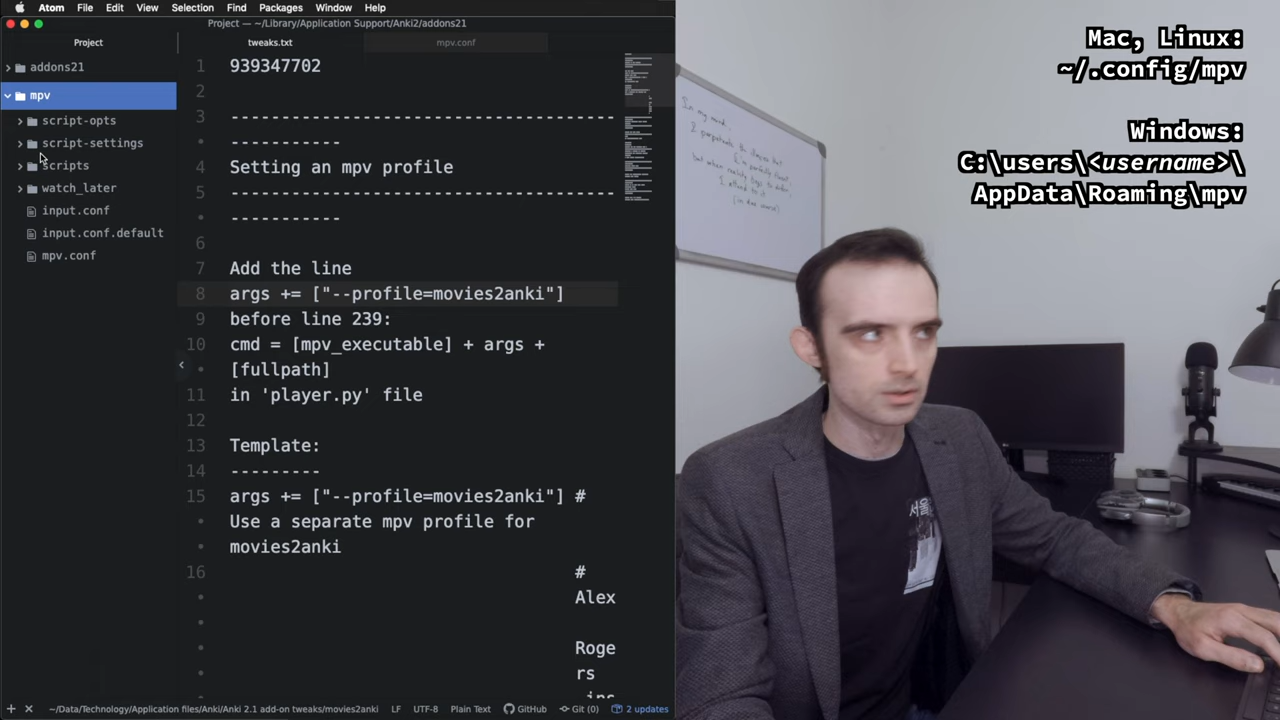 Atom File Edit View Selection Find Packages Window Help
Project — ~/Library/Application Support/Anki2/addons21
Project
tweaks.txt
mpv.conf
addons21
mpv
script-opts
script-settings
scripts
watch_later
input.conf
input.conf.default
mpv.conf
1 939347702
2
3 --------------------------------------
• -----------
4 Setting an mpv profile
5 --------------------------------------
• -----------
6
7 Add the line
8 args += ["--profile=movies2anki"]
9 before line 239:
10 cmd = [mpv_executable] + args +
• [fullpath]
11 in 'player.py' file
12
13 Template:
14 ---------
15 args += ["--profile=movies2anki"] #
• Use a separate mpv profile for
• movies2anki
16 #
• Alex
•
• Roge
• rs
~/Data/Technology/Application files/Anki/Anki 2.1 add-on tweaks/movies2anki
LF UTF-8 Plain Text GitHub Git (0) 2 updates
Mac, Linux:
~/.config/mpv
Windows:
C:\users\<username>\
AppData\Roaming\mpv
In my mind,
서울